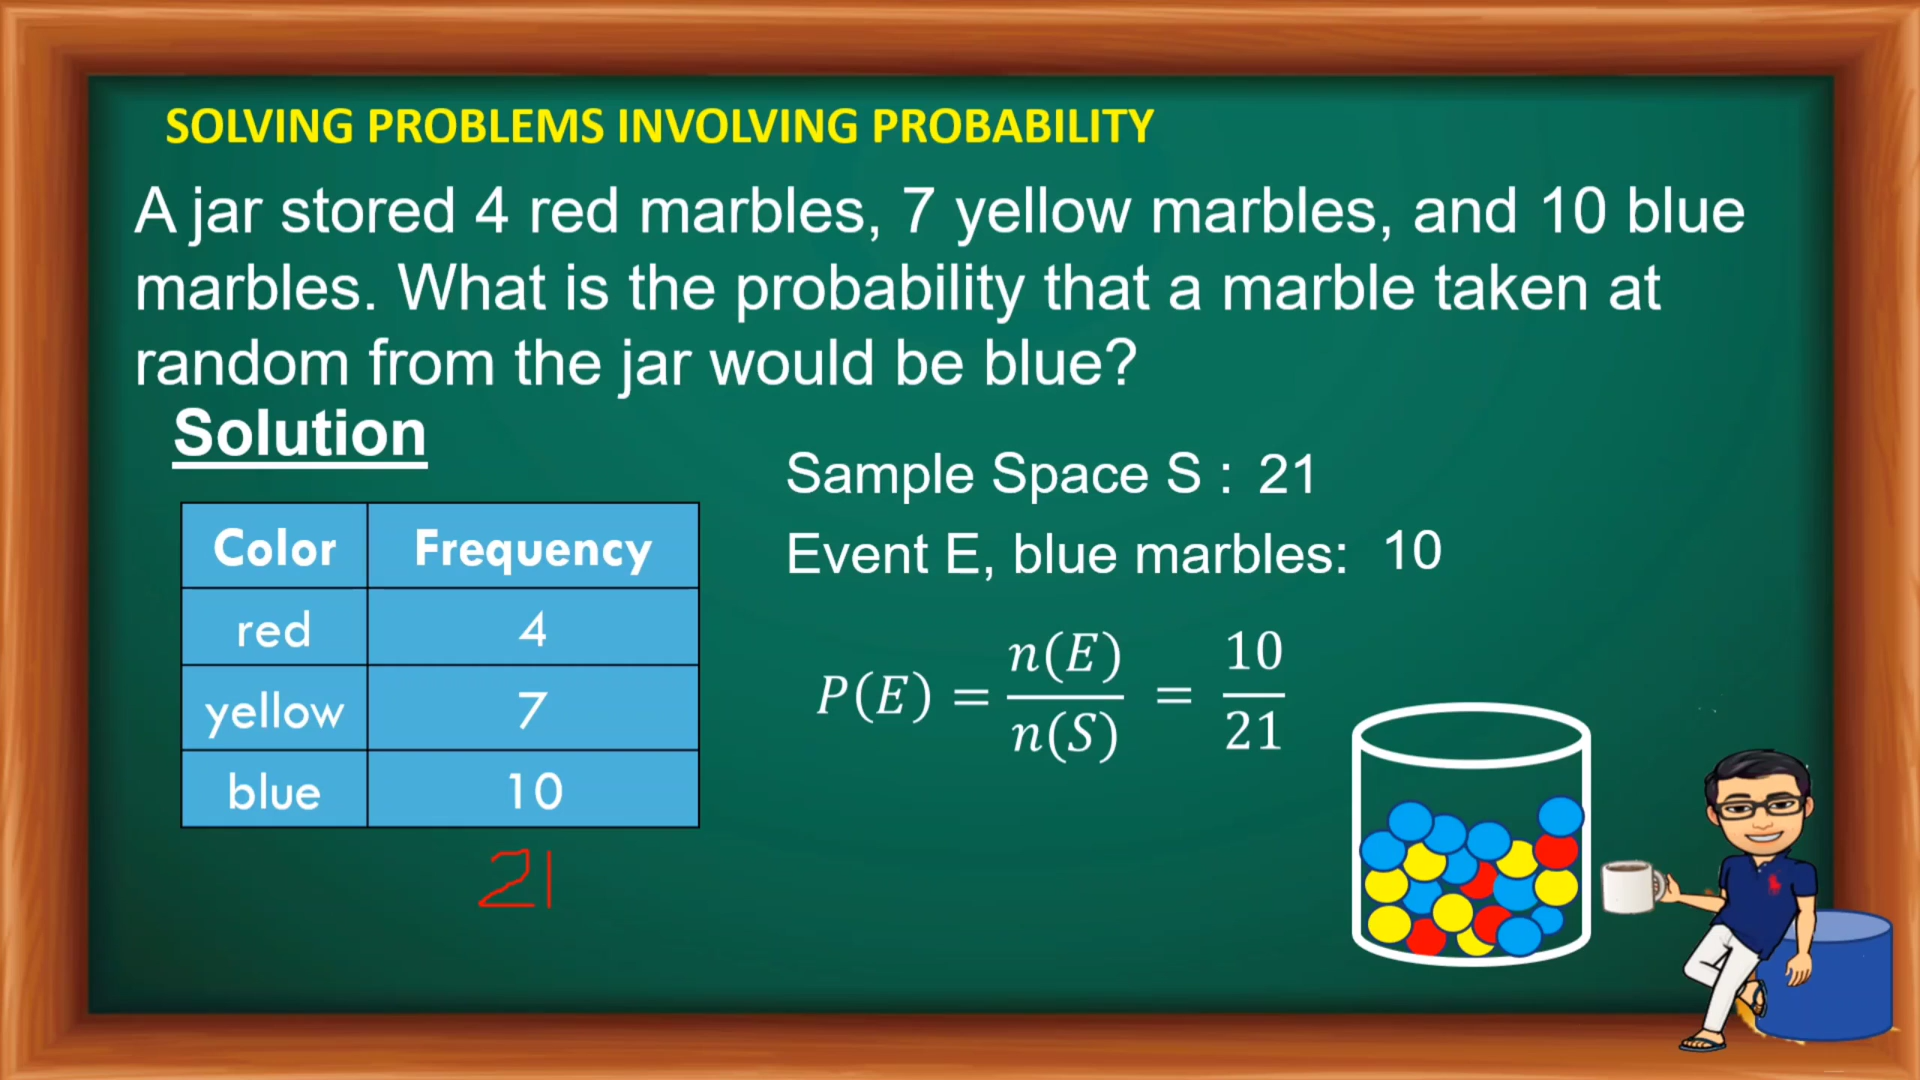 SOLVING PROBLEMS INVOLVING PROBABILITY
A jar stored 4 red marbles, 7 yellow marbles, and 10 blue
marbles. What is the probability that a marble taken at
random from the jar would be blue?
Solution
Color Frequency
red 4
yellow 7
blue 10
21
Sample Space S : 21
Event E, blue marbles: 10
P(E) = n(E)/n(S) = 10/21